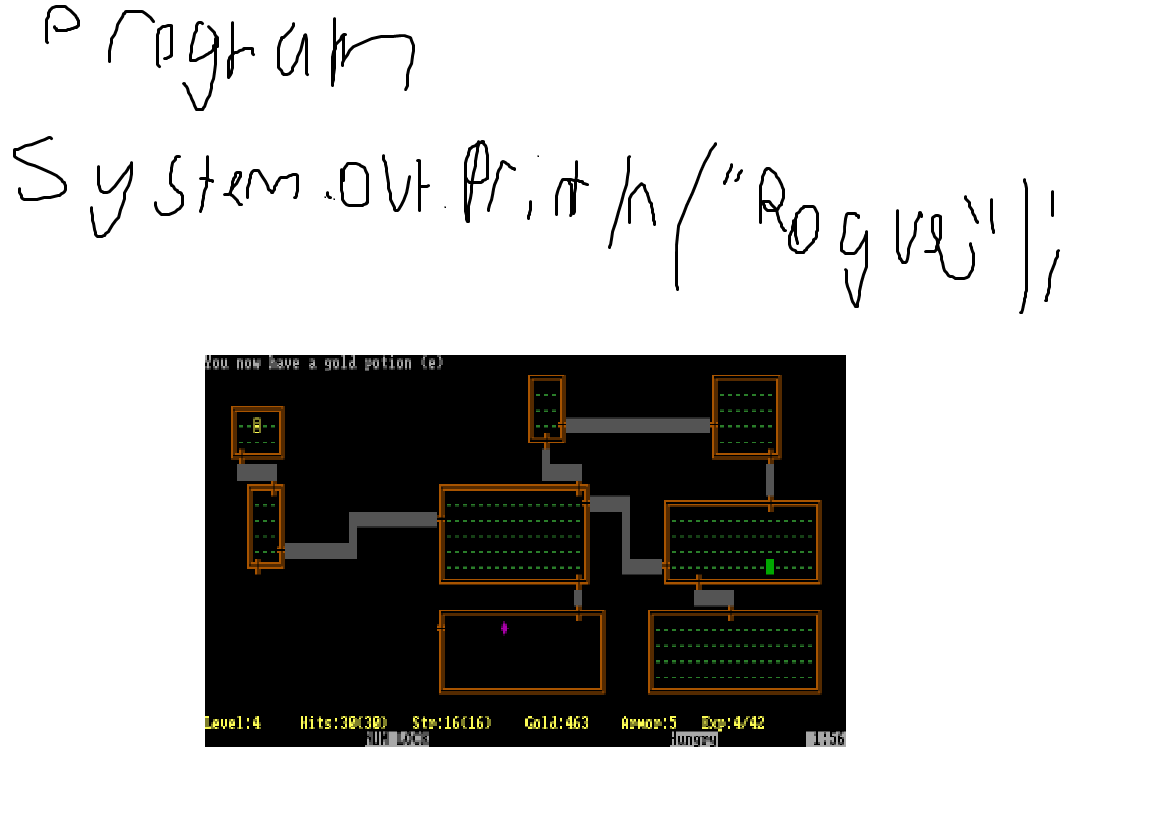 Program
System.out.Println("Rogue");
You now have a gold potion (e)
Level:4 Hits:30(30) Str:16(16) Gold:463 Armor:5 Exp:4/42
NUM LOCK Hungry 1:56